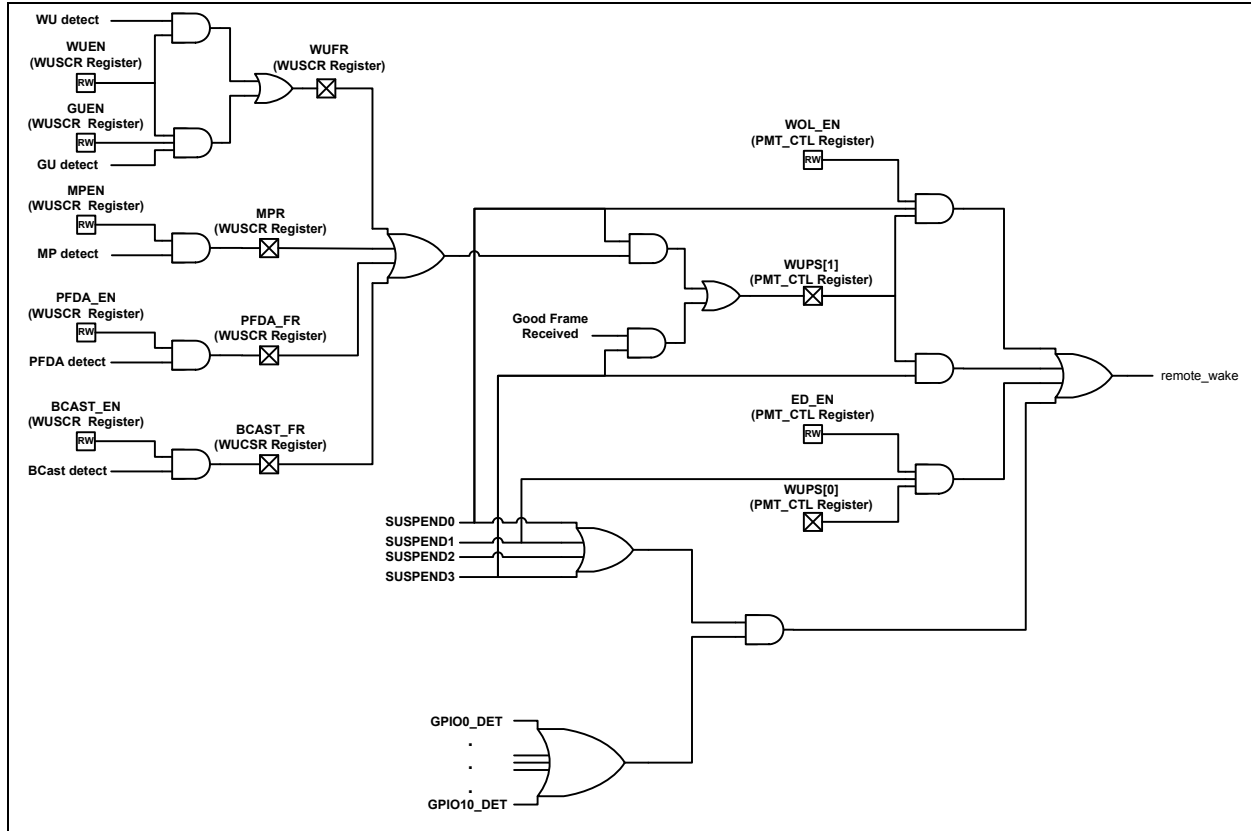 WU detect
WUEN
(WUSCR Register)
RW
GUEN
(WUSCR Register)
RW
GU detect
WUFR
(WUSCR Register)
MPEN
(WUSCR Register)
RW
MP detect
MPR
(WUSCR Register)
PFDA_EN
(WUSCR Register)
RW
PFDA detect
PFDA_FR
(WUSCR Register)
BCAST_EN
(WUSCR Register)
RW
BCast detect
BCAST_FR
(WUCSR Register)
WOL_EN
(PMT_CTL Register)
RW
WUPS[1]
(PMT_CTL Register)
Good Frame
Received
ED_EN
(PMT_CTL Register)
RW
WUPS[0]
(PMT_CTL Register)
remote_wake
SUSPEND0
SUSPEND1
SUSPEND2
SUSPEND3
GPIO0_DET
.
.
.
GPIO10_DET